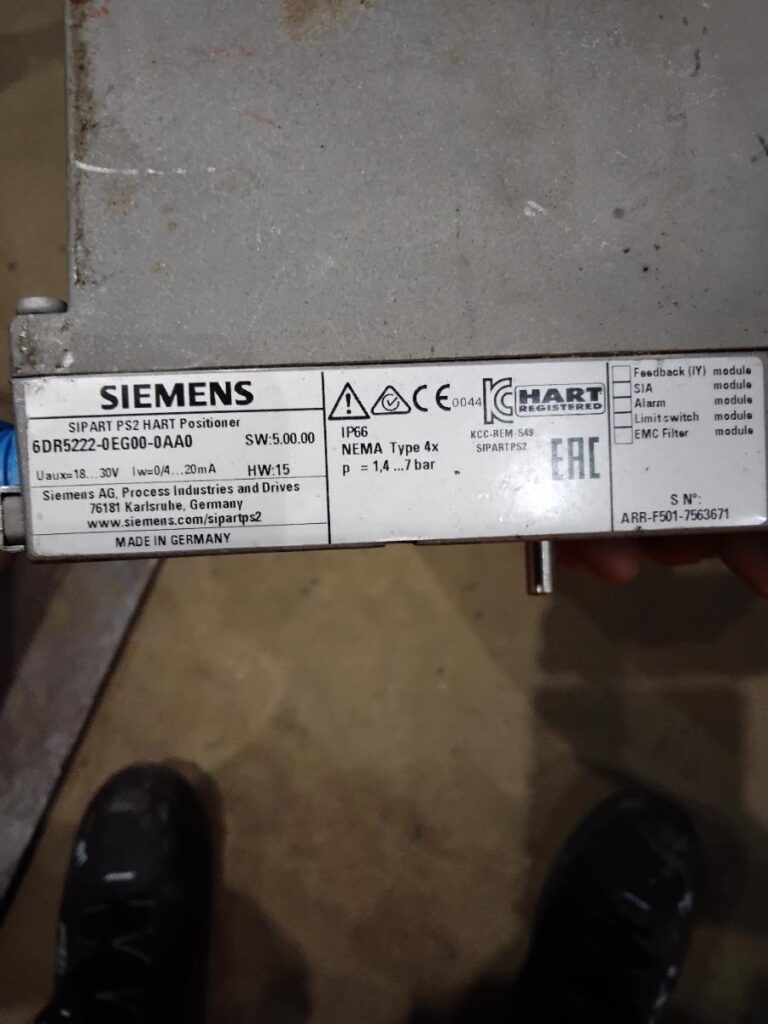 SIEMENS
SIPART PS2 HART Positioner
6DR5222-0EG00-0AA0 SW:5.00.00
Uaux=18...30V Iw=0/4...20mA HW:15
Siemens AG, Process Industries and Drives
76181 Karlsruhe, Germany
www.siemens.com/sipartps2
MADE IN GERMANY
CE 0044 KC HART
REGISTERED
IP66
NEMA Type 4x
p = 1,4 ...7 bar
KCC-REM-S49
SIPARTPS2
EAC
Feedback (IY) module
SIA module
Alarm module
Limit switch module
EMC Filter module
S N°:
ARR-F501-7563671